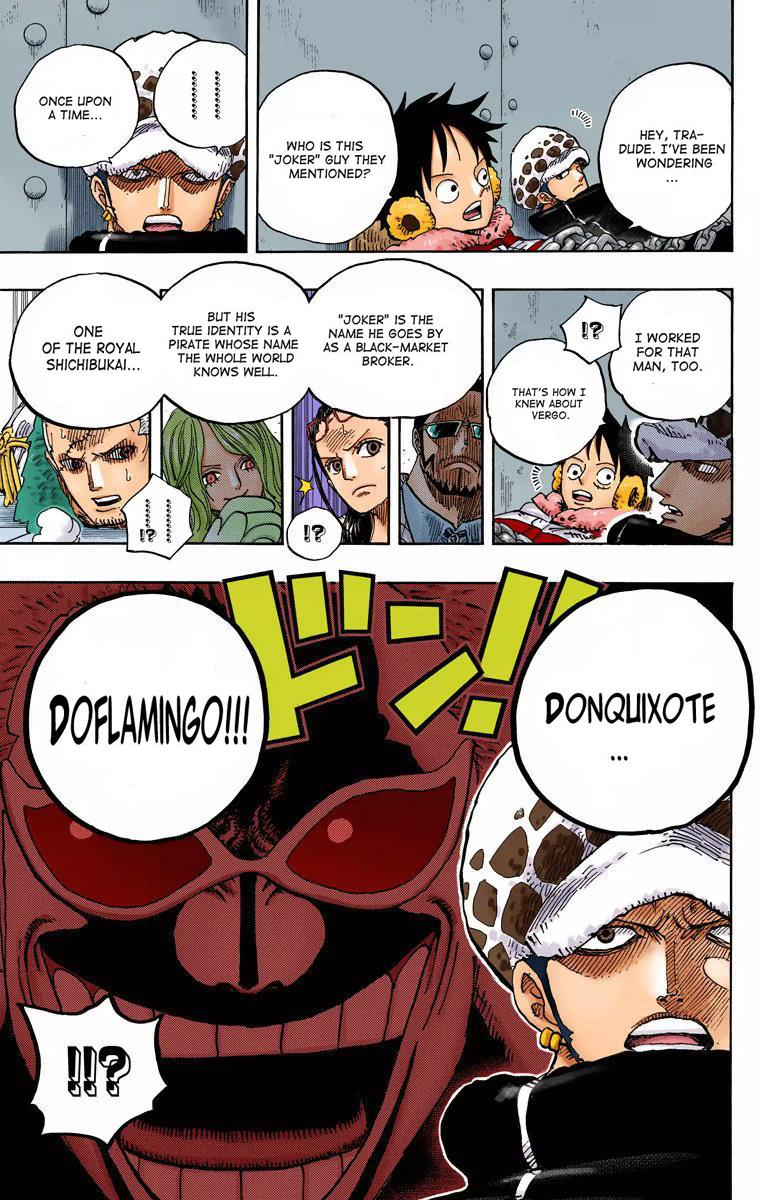 HEY, TRA-
DUDE. I'VE BEEN
WONDERING
...
WHO IS THIS
"JOKER" GUY THEY
MENTIONED?
!!!!!!!!
ONCE UPON
A TIME...
I WORKED
FOR THAT
MAN, TOO.
!?
THAT'S HOW I
KNEW ABOUT
VERGO.
"JOKER" IS THE
NAME HE GOES BY
AS A BLACK-MARKET
BROKER.
!?
BUT HIS
TRUE IDENTITY IS A
PIRATE WHOSE NAME
THE WHOLE WORLD
KNOWS WELL.
ONE
OF THE ROYAL
SHICHIBUKAI...
!?
DONQUIXOTE
...
ドン!!
DOFLAMINGO!!!
!!?